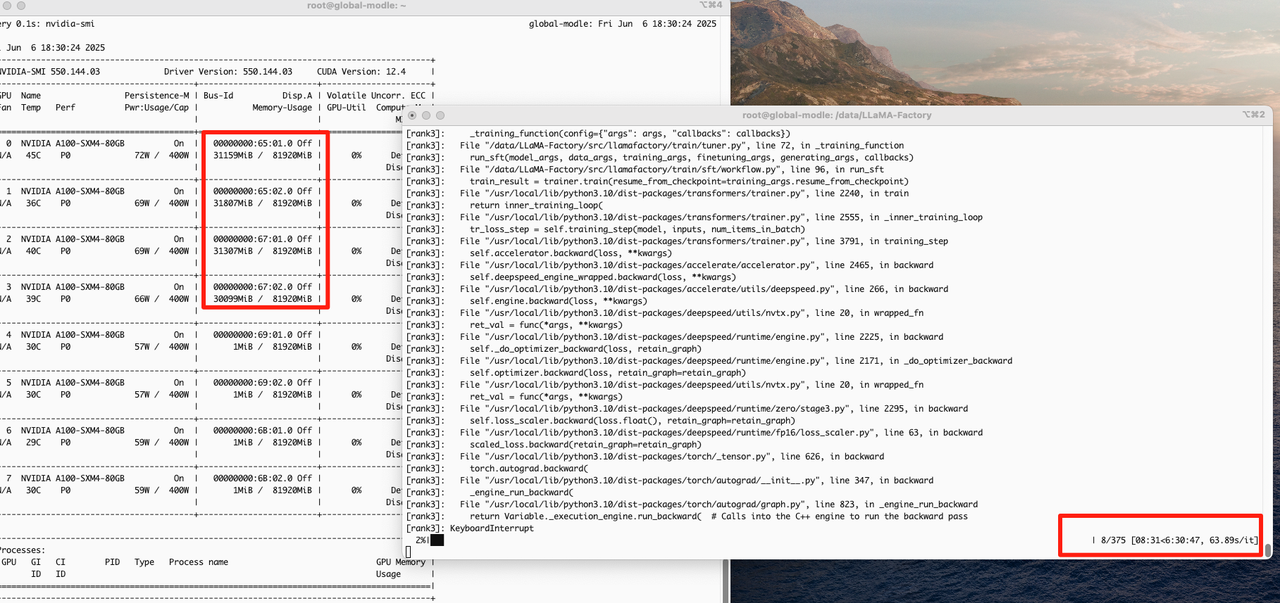 root@global-modle: ~
⌥⌘4
ery 0.1s: nvidia-smi
global-modle: Fri Jun  6 18:30:24 2025
Jun  6 18:30:24 2025
NVIDIA-SMI 550.144.03 Driver Version: 550.144.03 CUDA Version: 12.4 |
GPU Name Persistence-M | Bus-Id Disp.A | Volatile Uncorr. ECC |
Fan Temp Perf Pwr:Usage/Cap | Memory-Usage | GPU-Util Comput
0 NVIDIA A100-SXM4-80GB On | 00000000:65:01.0 Off |
N/A 45C P0 72W / 400W | 31159MiB / 81920MiB | 0% De
| Dis
1 NVIDIA A100-SXM4-80GB On | 00000000:65:02.0 Off |
N/A 36C P0 69W / 400W | 31807MiB / 81920MiB | 0% De
| Dis
2 NVIDIA A100-SXM4-80GB On | 00000000:67:01.0 Off |
N/A 40C P0 69W / 400W | 31307MiB / 81920MiB | 0% De
| Dis
3 NVIDIA A100-SXM4-80GB On | 00000000:67:02.0 Off |
N/A 39C P0 66W / 400W | 30099MiB / 81920MiB | 0% De
| Dis
4 NVIDIA A100-SXM4-80GB On | 00000000:69:01.0 Off |
N/A 30C P0 57W / 400W | 1MiB / 81920MiB | 0% De
| Dis
5 NVIDIA A100-SXM4-80GB On | 00000000:69:02.0 Off |
N/A 30C P0 57W / 400W | 1MiB / 81920MiB | 0% De
| Dis
6 NVIDIA A100-SXM4-80GB On | 00000000:6B:01.0 Off |
N/A 29C P0 59W / 400W | 1MiB / 81920MiB | 0% De
| Dis
7 NVIDIA A100-SXM4-80GB On | 00000000:6B:02.0 Off |
N/A 30C P0 59W / 400W | 1MiB / 81920MiB | 0% De
| Dis
Processes:
GPU GI CI PID Type Process name GPU Memory |
ID ID Usage |
root@global-modle: /data/LLaMA-Factory
⌥⌘2
[rank3]: _training_function(config={"args": args, "callbacks": callbacks})
[rank3]: File "/data/LLaMA-Factory/src/llamafactory/train/tuner.py", line 72, in _training_function
[rank3]: run_sft(model_args, data_args, training_args, finetuning_args, generating_args, callbacks)
[rank3]: File "/data/LLaMA-Factory/src/llamafactory/train/sft/workflow.py", line 96, in run_sft
[rank3]: train_result = trainer.train(resume_from_checkpoint=training_args.resume_from_checkpoint)
[rank3]: File "/usr/local/lib/python3.10/dist-packages/transformers/trainer.py", line 2240, in train
[rank3]: return inner_training_loop(
[rank3]: File "/usr/local/lib/python3.10/dist-packages/transformers/trainer.py", line 2555, in _inner_training_loop
[rank3]: tr_loss_step = self.training_step(model, inputs, num_items_in_batch)
[rank3]: File "/usr/local/lib/python3.10/dist-packages/transformers/trainer.py", line 3791, in training_step
[rank3]: self.accelerator.backward(loss, **kwargs)
[rank3]: File "/usr/local/lib/python3.10/dist-packages/accelerate/accelerator.py", line 2465, in backward
[rank3]: self.deepspeed_engine_wrapped.backward(loss, **kwargs)
[rank3]: File "/usr/local/lib/python3.10/dist-packages/accelerate/utils/deepspeed.py", line 266, in backward
[rank3]: self.engine.backward(loss, **kwargs)
[rank3]: File "/usr/local/lib/python3.10/dist-packages/deepspeed/utils/nvtx.py", line 20, in wrapped_fn
[rank3]: ret_val = func(*args, **kwargs)
[rank3]: File "/usr/local/lib/python3.10/dist-packages/deepspeed/runtime/engine.py", line 2225, in backward
[rank3]: self._do_optimizer_backward(loss, retain_graph)
[rank3]: File "/usr/local/lib/python3.10/dist-packages/deepspeed/runtime/engine.py", line 2171, in _do_optimizer_backward
[rank3]: self.optimizer.backward(loss, retain_graph=retain_graph)
[rank3]: File "/usr/local/lib/python3.10/dist-packages/deepspeed/utils/nvtx.py", line 20, in wrapped_fn
[rank3]: ret_val = func(*args, **kwargs)
[rank3]: File "/usr/local/lib/python3.10/dist-packages/deepspeed/runtime/zero/stage3.py", line 2295, in backward
[rank3]: self.loss_scaler.backward(loss.float(), retain_graph=retain_graph)
[rank3]: File "/usr/local/lib/python3.10/dist-packages/deepspeed/runtime/fp16/loss_scaler.py", line 63, in backward
[rank3]: scaled_loss.backward(retain_graph=retain_graph)
[rank3]: File "/usr/local/lib/python3.10/dist-packages/torch/_tensor.py", line 626, in backward
[rank3]: torch.autograd.backward(
[rank3]: File "/usr/local/lib/python3.10/dist-packages/torch/autograd/__init__.py", line 347, in backward
[rank3]: _engine_run_backward(
[rank3]: File "/usr/local/lib/python3.10/dist-packages/torch/autograd/graph.py", line 823, in _engine_run_backward
[rank3]: return Variable._execution_engine.run_backward(  # Calls into the C++ engine to run the backward pass
[rank3]: KeyboardInterrupt
2%| | 8/375 [08:31<6:30:47, 63.89s/it]